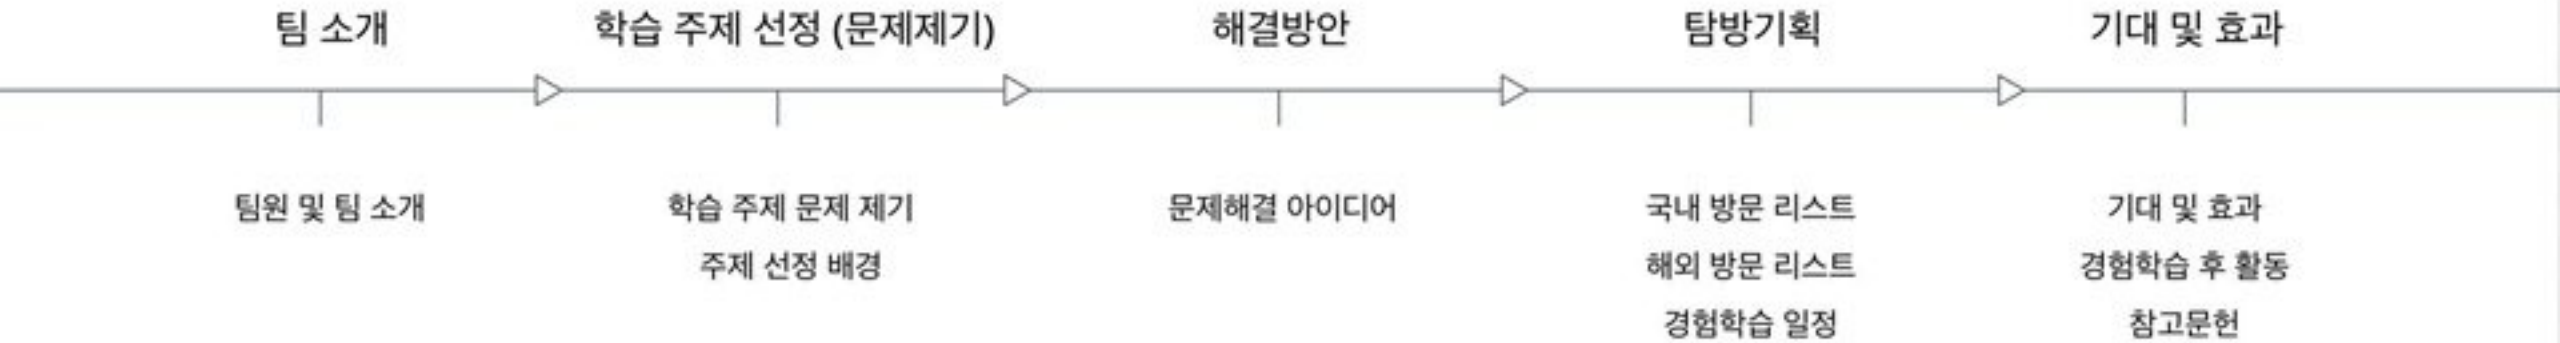 팀 소개
학습 주제 선정 (문제제기)
해결방안
탐방기획
기대 및 효과
팀원 및 팀 소개
학습 주제 문제 제기
주제 선정 배경
문제해결 아이디어
국내 방문 리스트
해외 방문 리스트
경험학습 일정
기대 및 효과
경험학습 후 활동
참고문헌